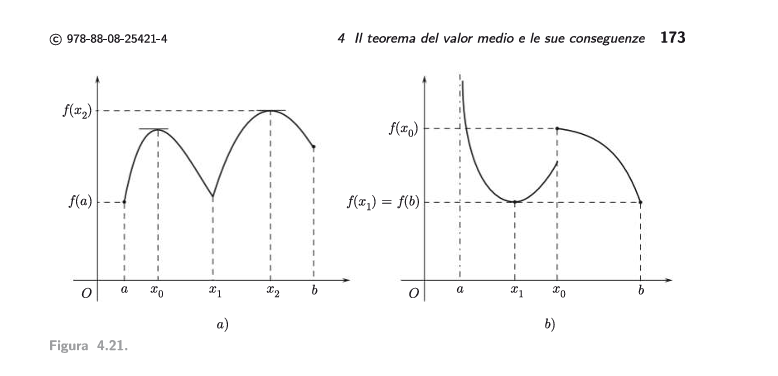 © 978-88-08-25421-4 4 Il teorema del valor medio e le sue conseguenze 173
f(x₂)
f(a)
O a x₀ x₁ x₂ b
a)
f(x₀)
f(x₁) = f(b)
O a x₁ x₀ b
b)
Figura 4.21.